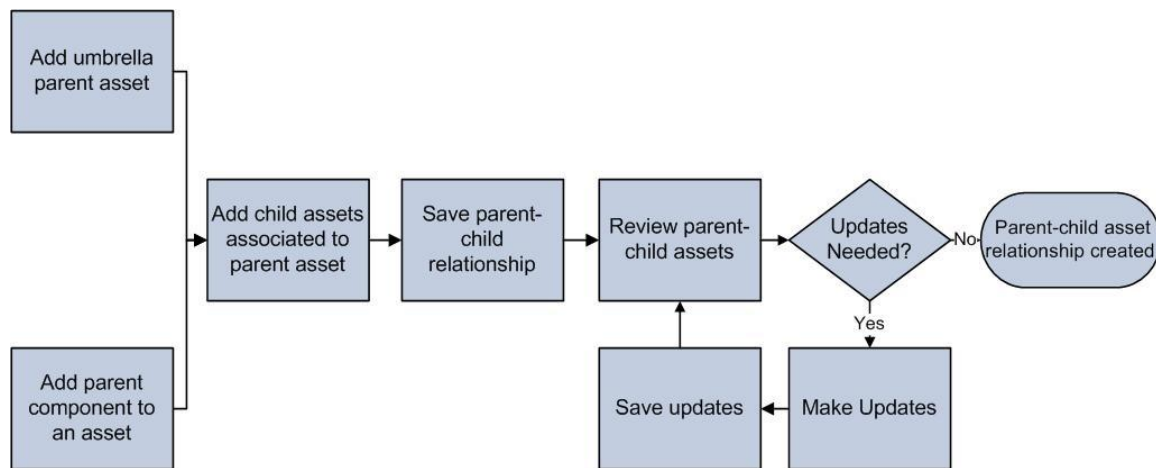 Add umbrella
parent asset
Add child assets
associated to
parent asset
Save parent-
child
relationship
Review parent-
child assets
Updates
Needed?
No
Parent-child asset
relationship created
Yes
Add parent
component to
an asset
Save updates
Make Updates